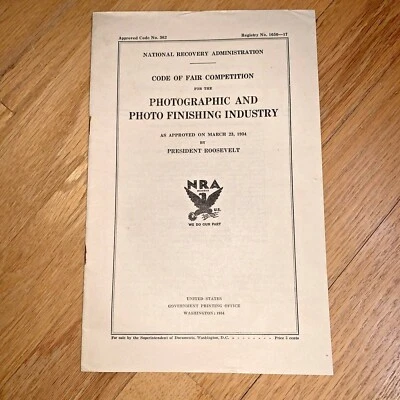 Approved Code No. 362 Registry No. 1650—17
NATIONAL RECOVERY ADMINISTRATION
CODE OF FAIR COMPETITION
FOR THE
PHOTOGRAPHIC AND
PHOTO FINISHING INDUSTRY
AS APPROVED ON MARCH 23, 1934
BY
PRESIDENT ROOSEVELT
NRA
U.S.
WE DO OUR PART
UNITED STATES
GOVERNMENT PRINTING OFFICE
WASHINGTON: 1934
For sale by the Superintendent of Documents, Washington, D.C. - - - - - - - - Price 5 cents